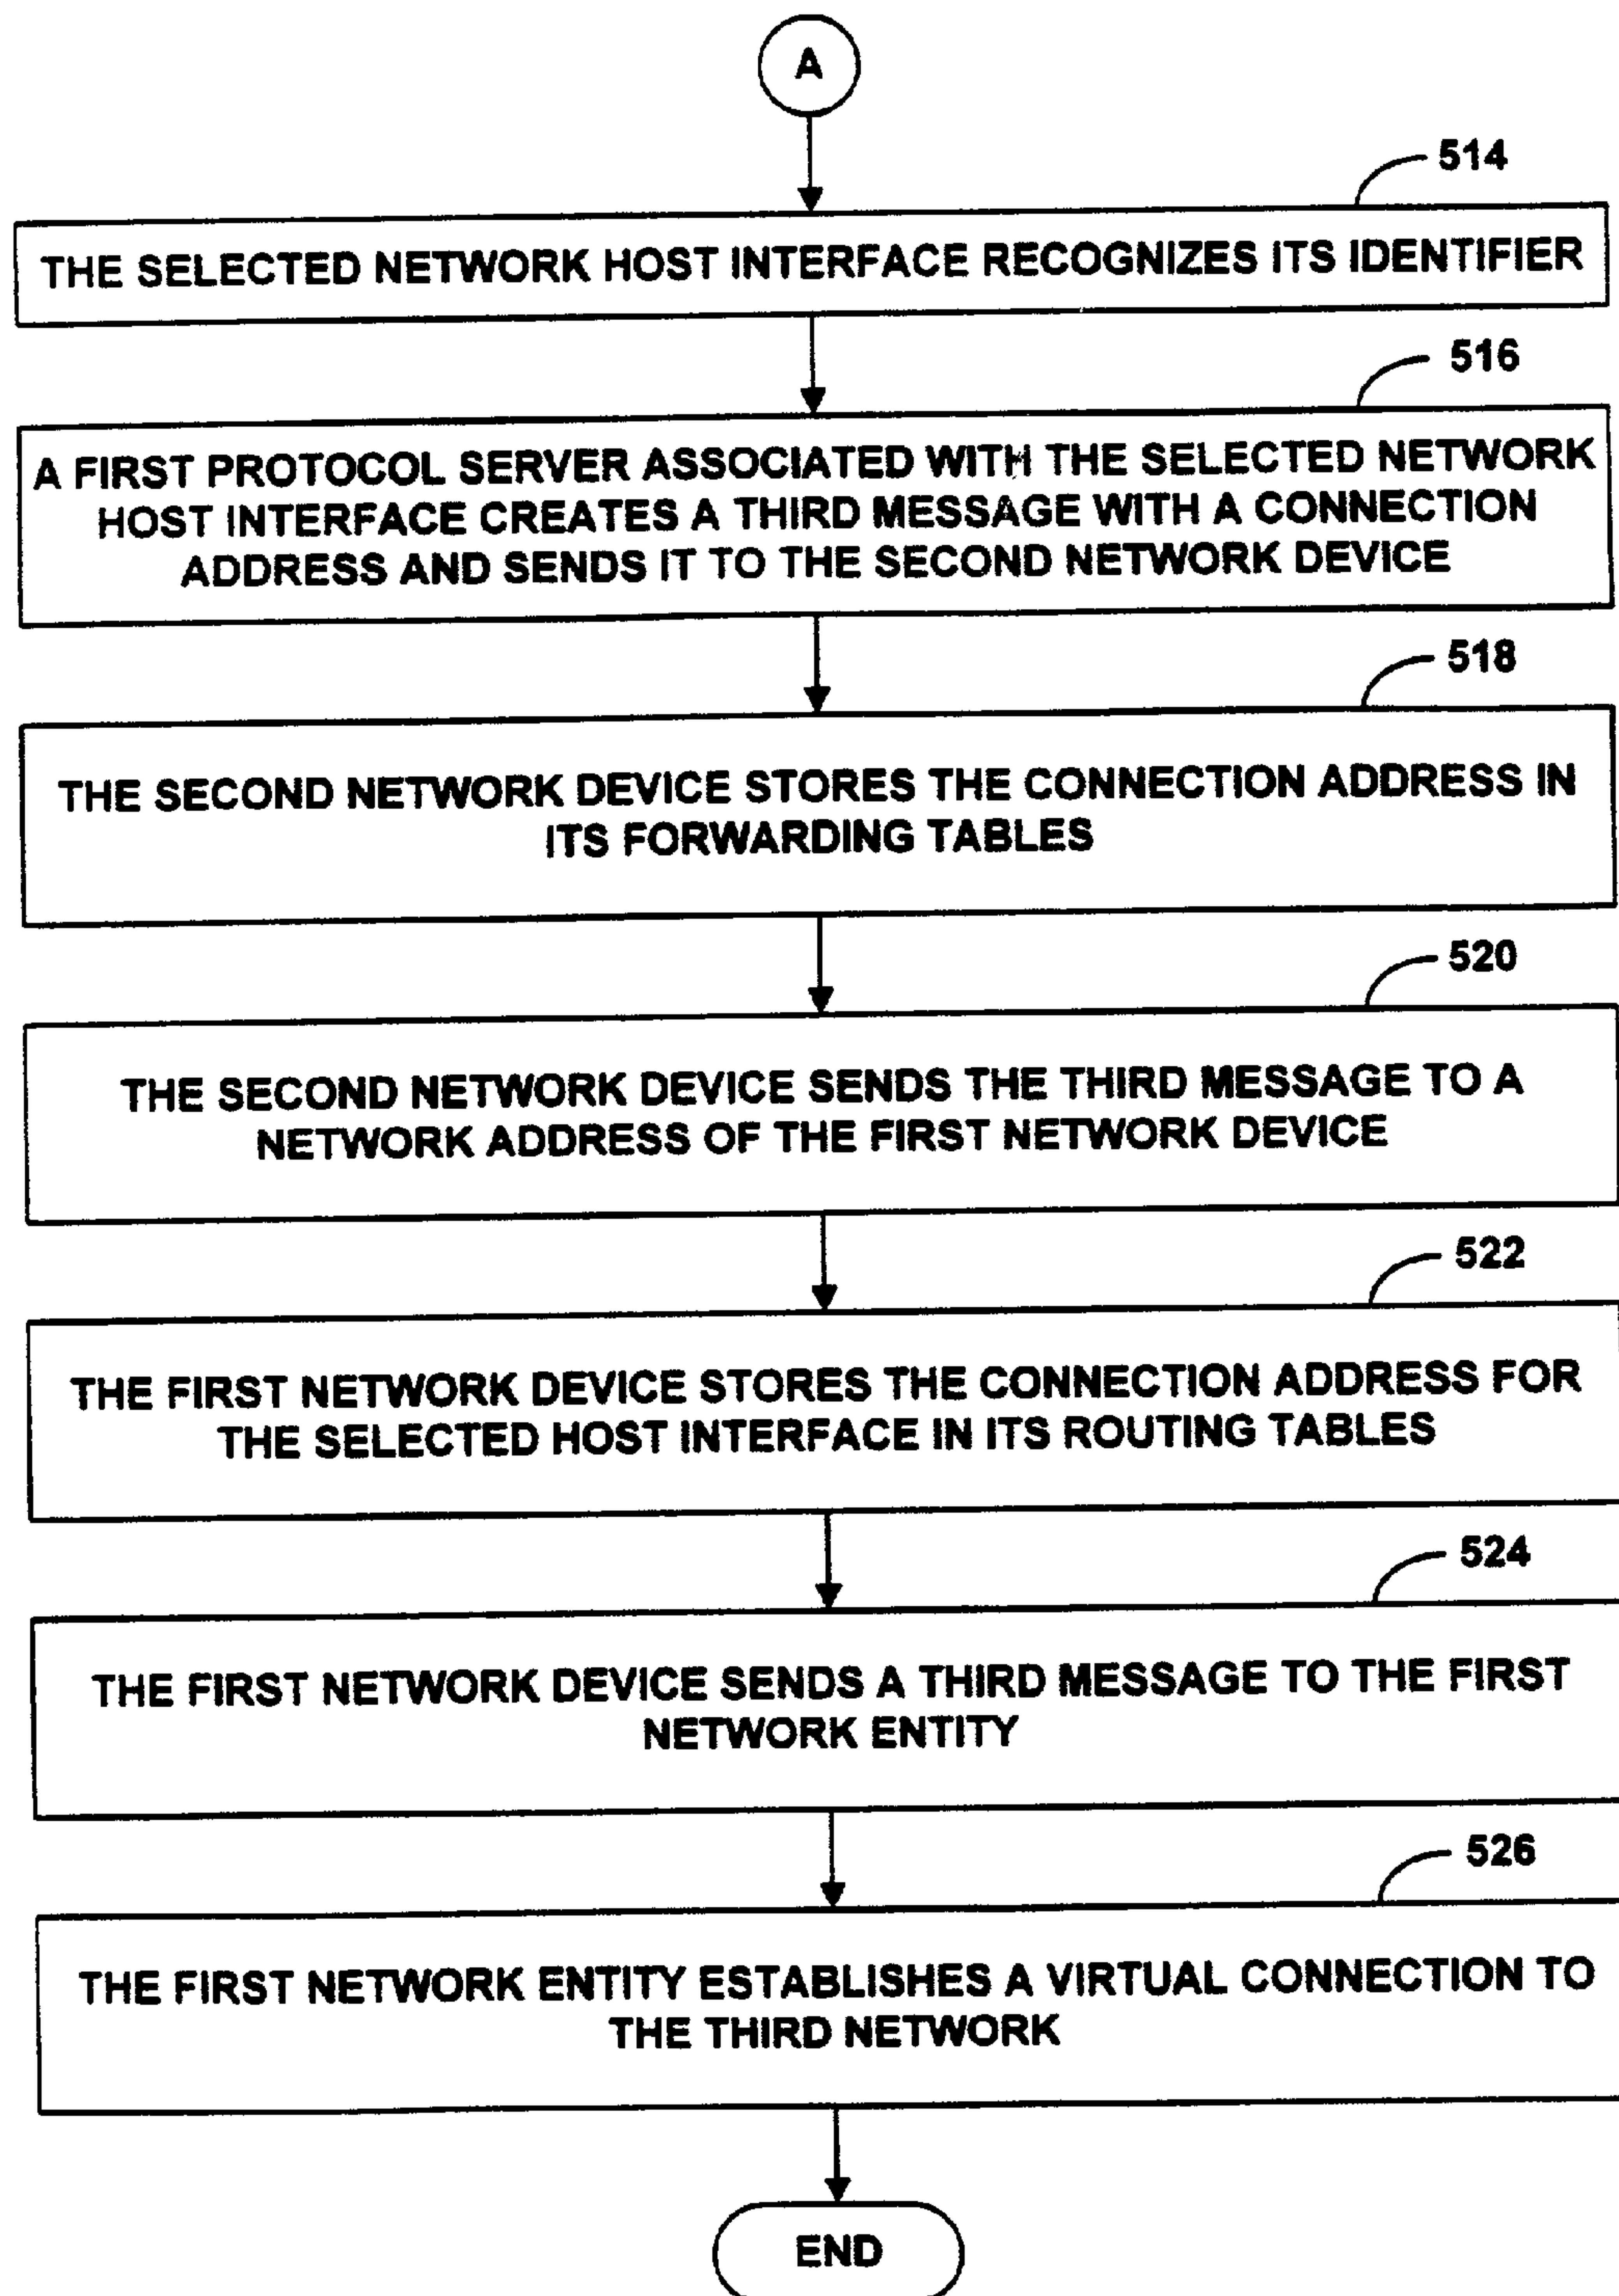 A
514
THE SELECTED NETWORK HOST INTERFACE RECOGNIZES ITS IDENTIFIER
516
A FIRST PROTOCOL SERVER ASSOCIATED WITH THE SELECTED NETWORK
HOST INTERFACE CREATES A THIRD MESSAGE WITH A CONNECTION
ADDRESS AND SENDS IT TO THE SECOND NETWORK DEVICE
518
THE SECOND NETWORK DEVICE STORES THE CONNECTION ADDRESS IN
ITS FORWARDING TABLES
520
THE SECOND NETWORK DEVICE SENDS THE THIRD MESSAGE TO A
NETWORK ADDRESS OF THE FIRST NETWORK DEVICE
522
THE FIRST NETWORK DEVICE STORES THE CONNECTION ADDRESS FOR
THE SELECTED HOST INTERFACE IN ITS ROUTING TABLES
524
THE FIRST NETWORK DEVICE SENDS A THIRD MESSAGE TO THE FIRST
NETWORK ENTITY
526
THE FIRST NETWORK ENTITY ESTABLISHES A VIRTUAL CONNECTION TO
THE THIRD NETWORK
END